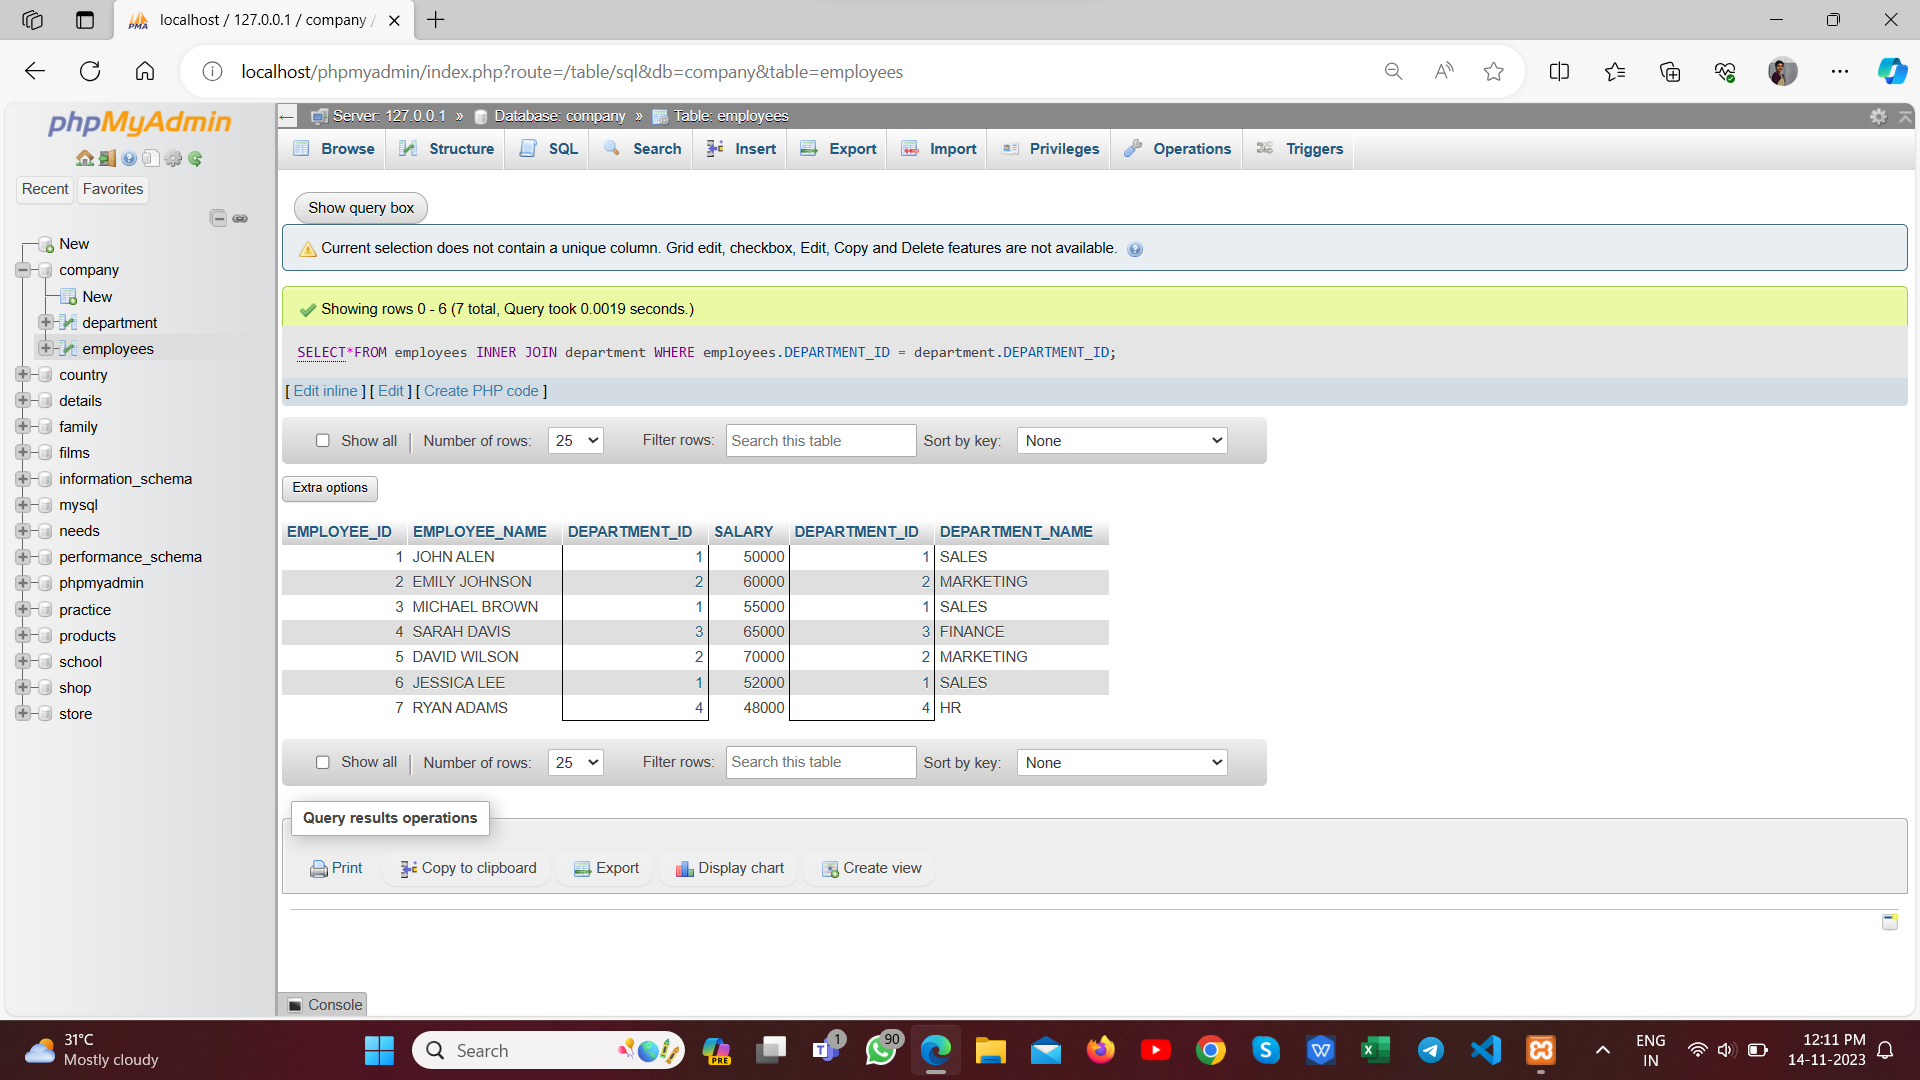 localhost / 127.0.0.1 / company /
localhost/phpmyadmin/index.php?route=/table/sql&db=company&table=employees
phpMyAdmin
Recent Favorites
New
company
New
department
employees
country
details
family
films
information_schema
mysql
needs
performance_schema
phpmyadmin
practice
products
school
shop
store
Server: 127.0.0.1 » Database: company » Table: employees
Browse Structure SQL Search Insert Export Import Privileges Operations Triggers
Show query box
Current selection does not contain a unique column. Grid edit, checkbox, Edit, Copy and Delete features are not available.
Showing rows 0 - 6 (7 total, Query took 0.0019 seconds.)
SELECT*FROM employees INNER JOIN department WHERE employees.DEPARTMENT_ID = department.DEPARTMENT_ID;
[ Edit inline ] [ Edit ] [ Create PHP code ]
Show all | Number of rows: 25 Filter rows: Search this table Sort by key: None
Extra options
EMPLOYEE_ID EMPLOYEE_NAME DEPARTMENT_ID SALARY DEPARTMENT_ID DEPARTMENT_NAME
1 JOHN ALEN 1 50000 1 SALES
2 EMILY JOHNSON 2 60000 2 MARKETING
3 MICHAEL BROWN 1 55000 1 SALES
4 SARAH DAVIS 3 65000 3 FINANCE
5 DAVID WILSON 2 70000 2 MARKETING
6 JESSICA LEE 1 52000 1 SALES
7 RYAN ADAMS 4 48000 4 HR
Show all | Number of rows: 25 Filter rows: Search this table Sort by key: None
Query results operations
Print Copy to clipboard Export Display chart Create view
Console
31°C
Mostly cloudy
Search
PRE
1
90
ENG
IN
12:11 PM
14-11-2023